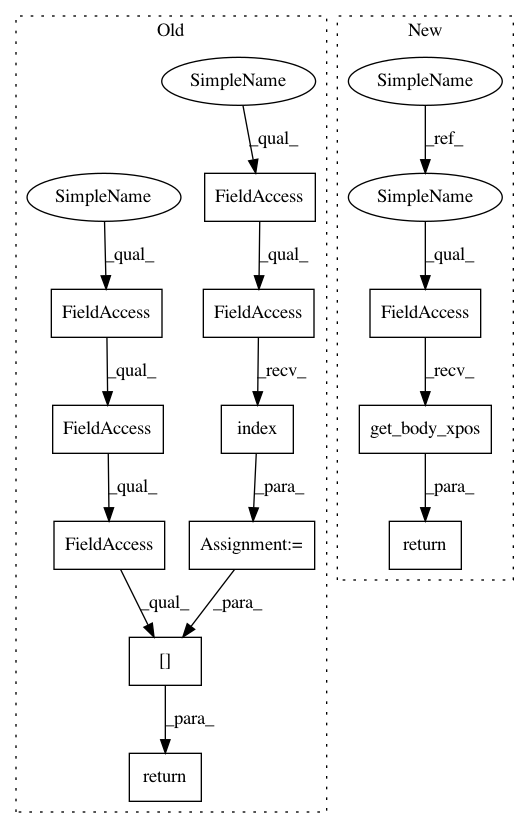 Old
New
SimpleName
SimpleName
_qual_
_ref_
SimpleName
FieldAccess
SimpleName
_qual_
_qual_
_qual_
FieldAccess
FieldAccess
FieldAccess
_qual_
_recv_
_recv_
FieldAccess
index
get_body_xpos
_qual_
_para_
_para_
FieldAccess
Assignment:=
return
_qual_
_para_
[]
_para_
return